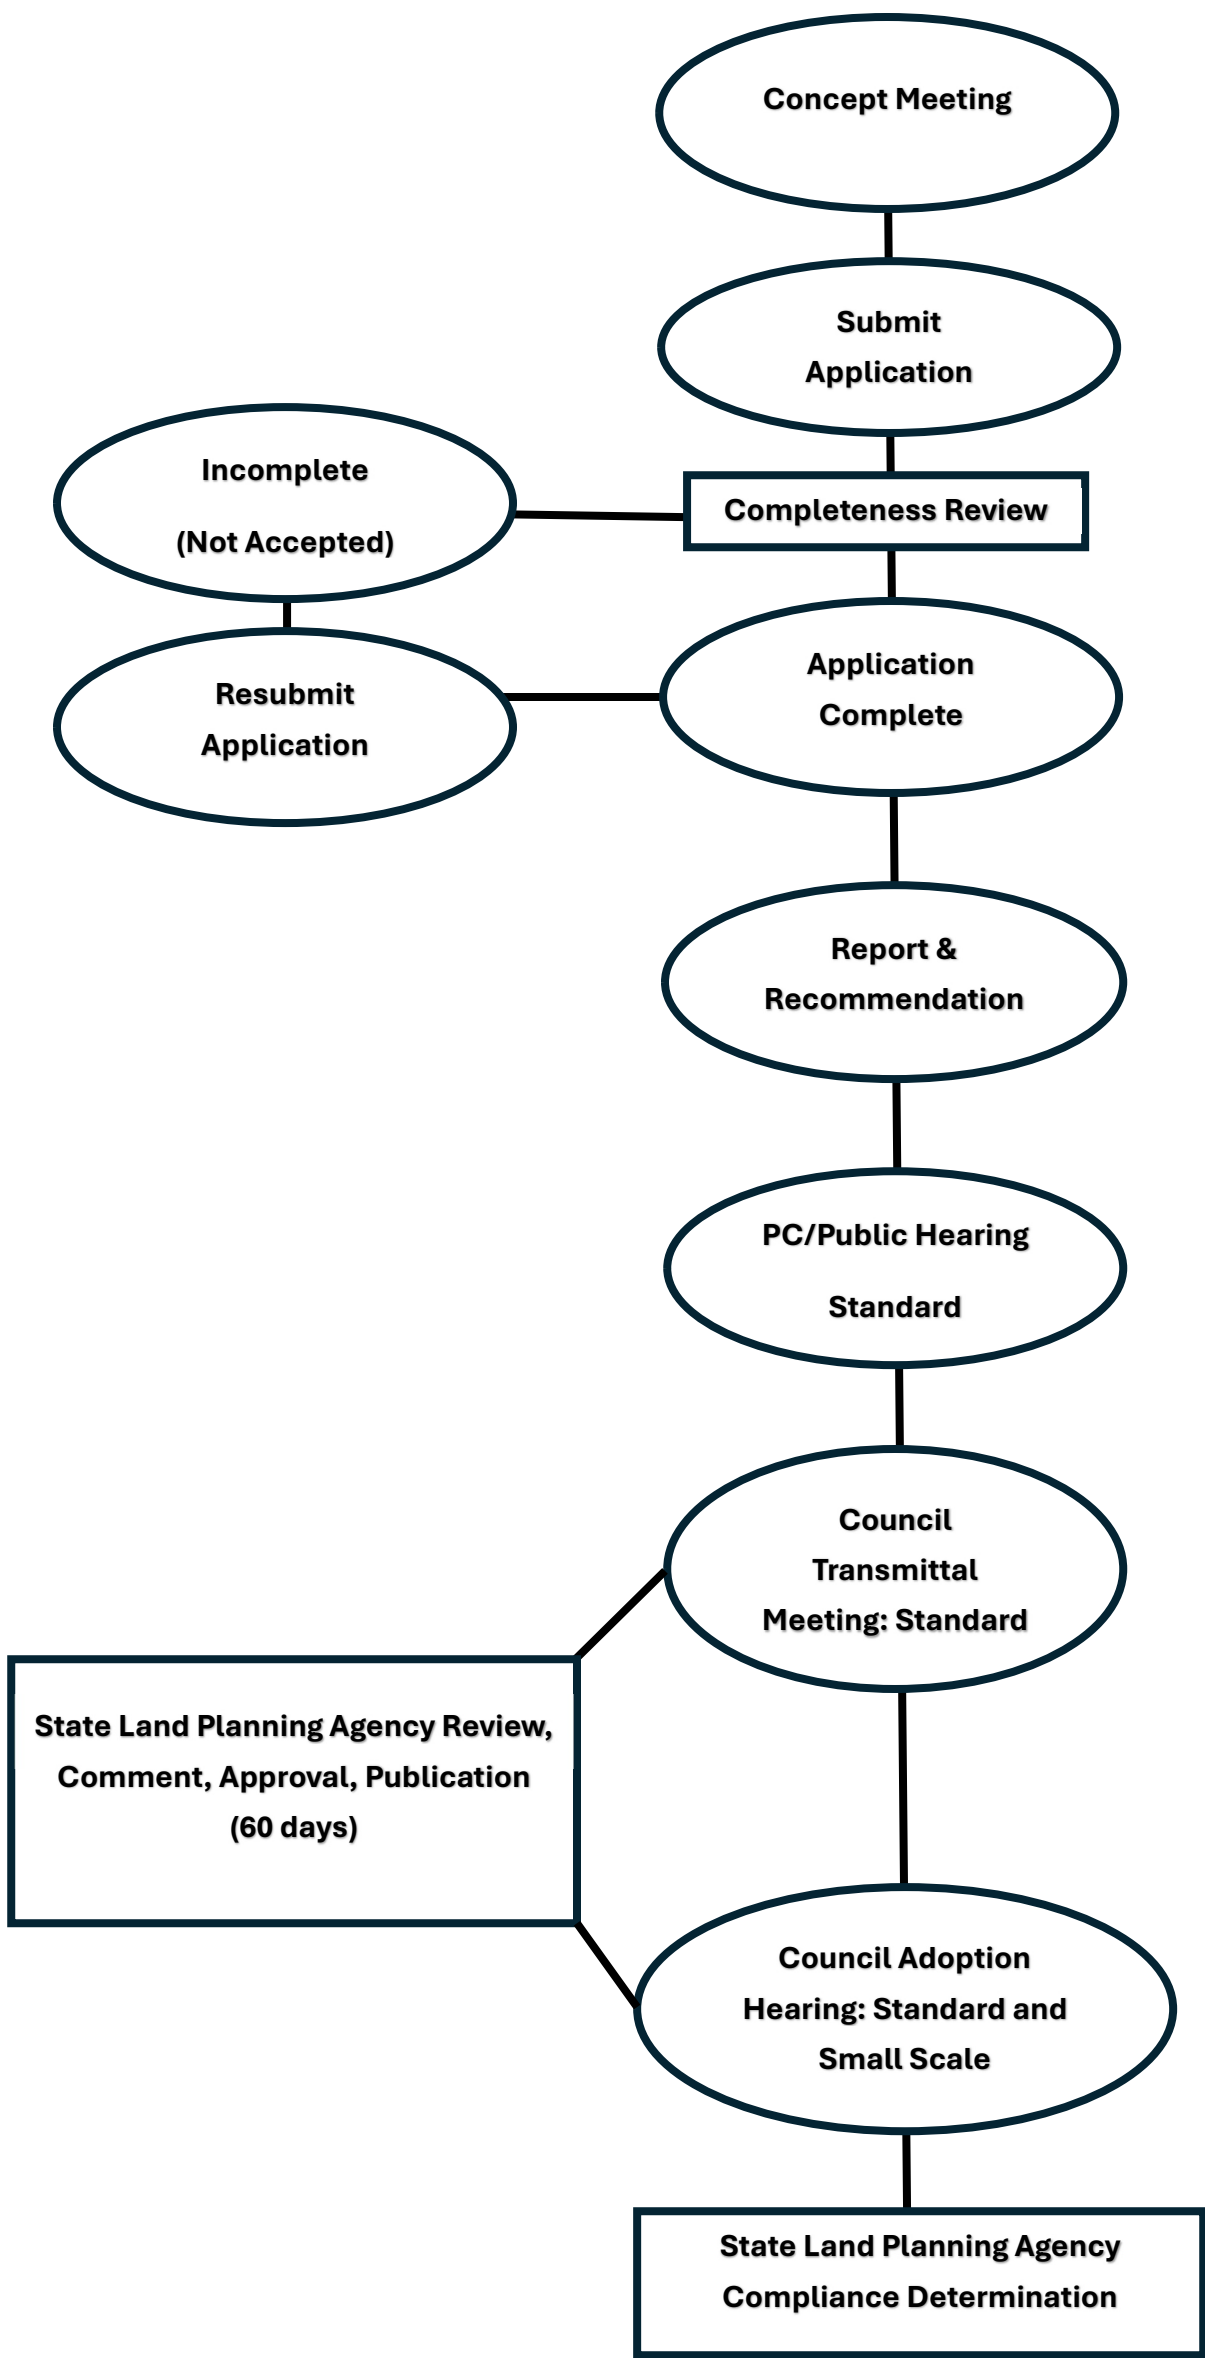 Concept Meeting
Submit
Application
Incomplete
(Not Accepted)
Completeness Review
Application
Complete
Resubmit
Application
Report &
Recommendation
PC/Public Hearing
Standard
Council
Transmittal
Meeting: Standard
State Land Planning Agency Review,
Comment, Approval, Publication
(60 days)
Council Adoption
Hearing: Standard and
Small Scale
State Land Planning Agency
Compliance Determination